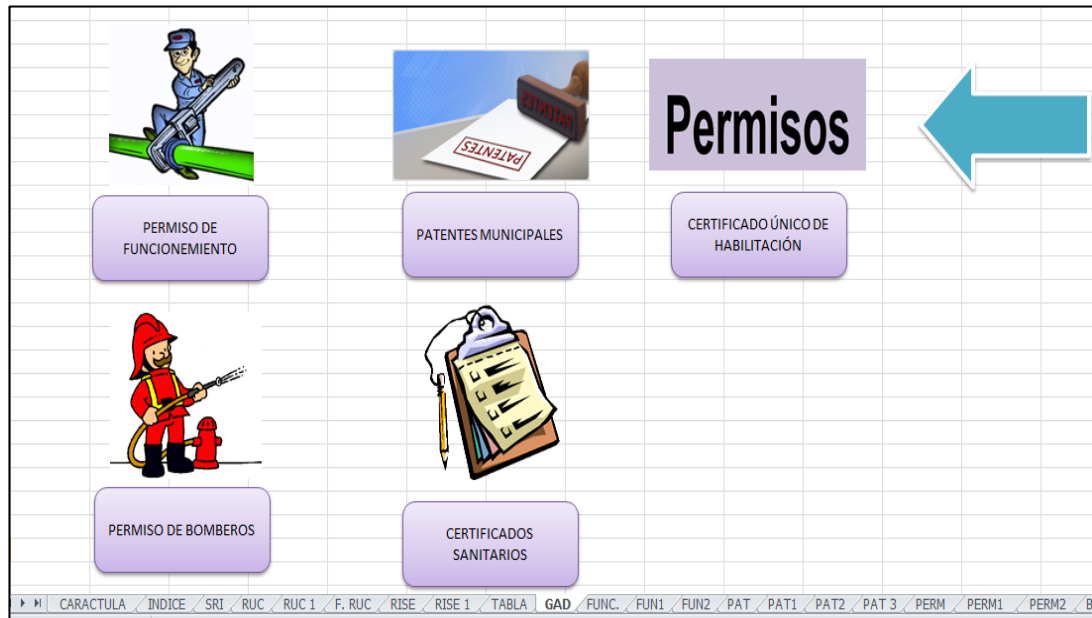 PATENTES
PATENTES
Permisos
PERMISO DE
FUNCIONEMIENTO
PATENTES MUNICIPALES
CERTIFICADO ÚNICO DE
HABILITACIÓN
PERMISO DE BOMBEROS
CERTIFICADOS
SANITARIOS
CARACTULA INDICE SRI RUC RUC 1 F. RUC RISE RISE 1 TABLA GAD FUNC. FUN1 FUN2 PAT PAT1 PAT2 PAT 3 PERM PERM1 PERM2